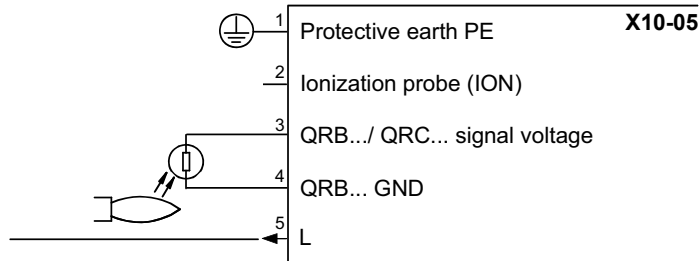 X10-05
1 Protective earth PE
2 Ionization probe (ION)
3 QRB.../ QRC... signal voltage
4 QRB... GND
5 L